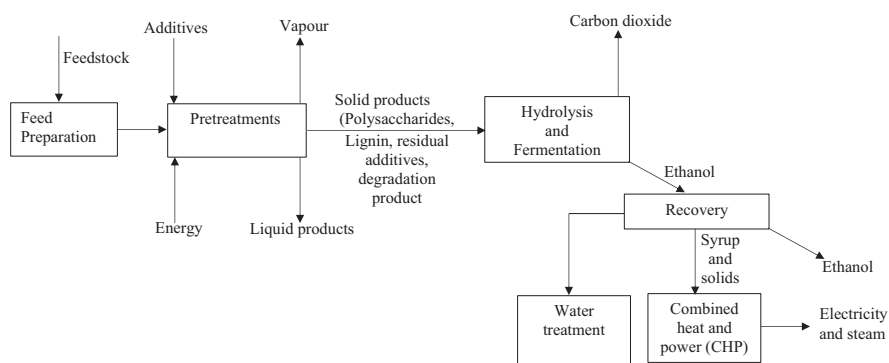 Carbon dioxide
Additives
Vapour
Feedstock
Solid products
(Polysaccharides,
Lignin, residual
additives,
degradation
product
Feed
Preparation
Pretreatments
Hydrolysis
and
Fermentation
Energy
Liquid products
Ethanol
Recovery
Syrup
and
solids
Ethanol
Water
treatment
Combined
heat and
power (CHP)
Electricity
and steam